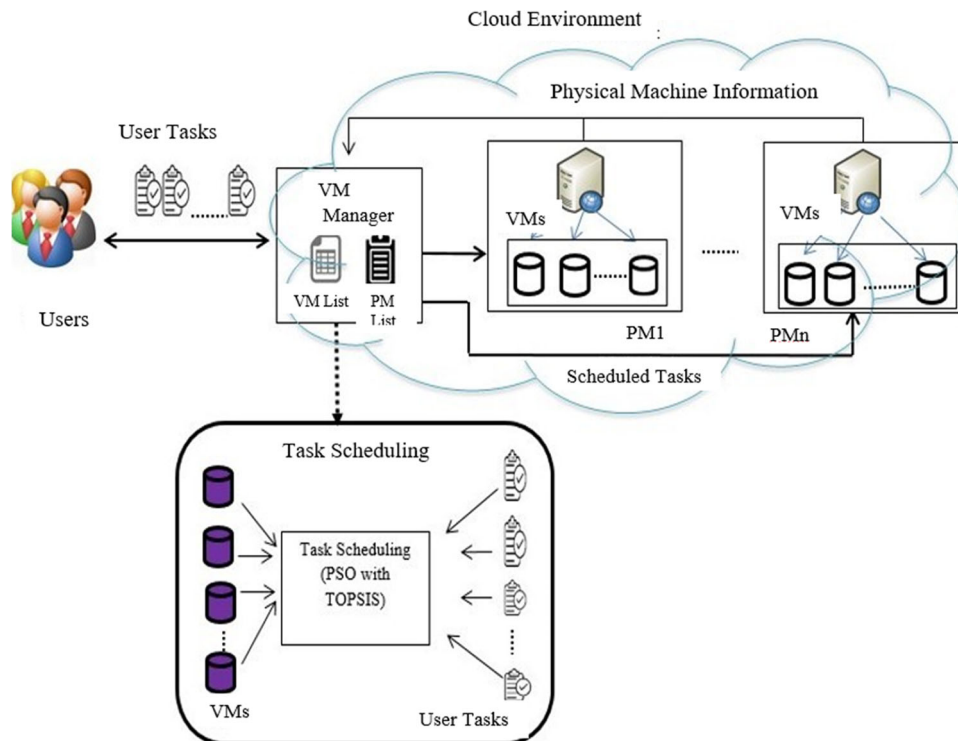 Cloud Environment
:
Physical Machine Information
User Tasks
VM
Manager
VMs
VMs
VM List
PM
List
Users
PM1
PMn
Scheduled Tasks
Task Scheduling
Task Scheduling
(PSO with
TOPSIS)
VMs
User Tasks